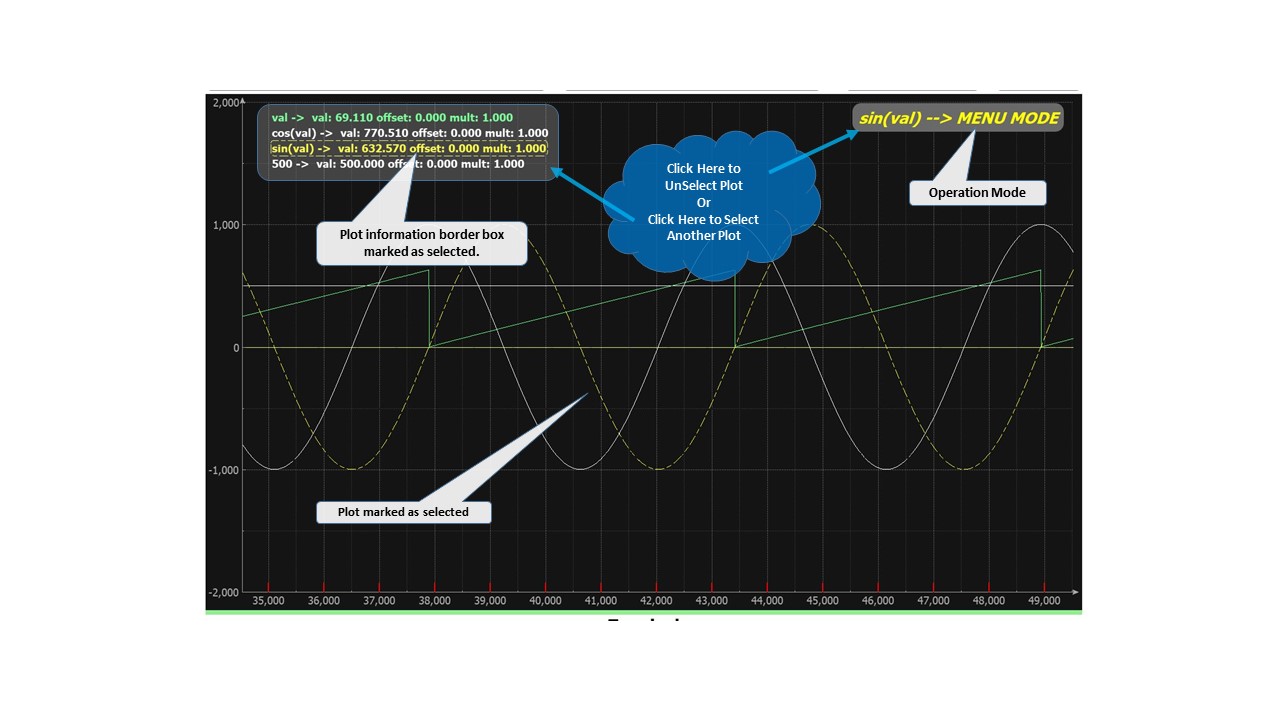 2,000
val ->  val: 69.110 offset: 0.000 mult: 1.000
cos(val) ->  val: 770.510 offset: 0.000 mult: 1.000
sin(val) ->  val: 632.570 offset: 0.000 mult: 1.000
500 ->  val: 500.000 offset: 0.000 mult: 1.000
sin(val) --> MENU MODE
Click Here to
UnSelect Plot
Or
Click Here to Select
Another Plot
Operation Mode
Plot information border box
marked as selected.
1,000
0
-1,000
Plot marked as selected
-2,000
35,000 36,000 37,000 38,000 39,000 40,000 41,000 42,000 43,000 44,000 45,000 46,000 47,000 48,000 49,000